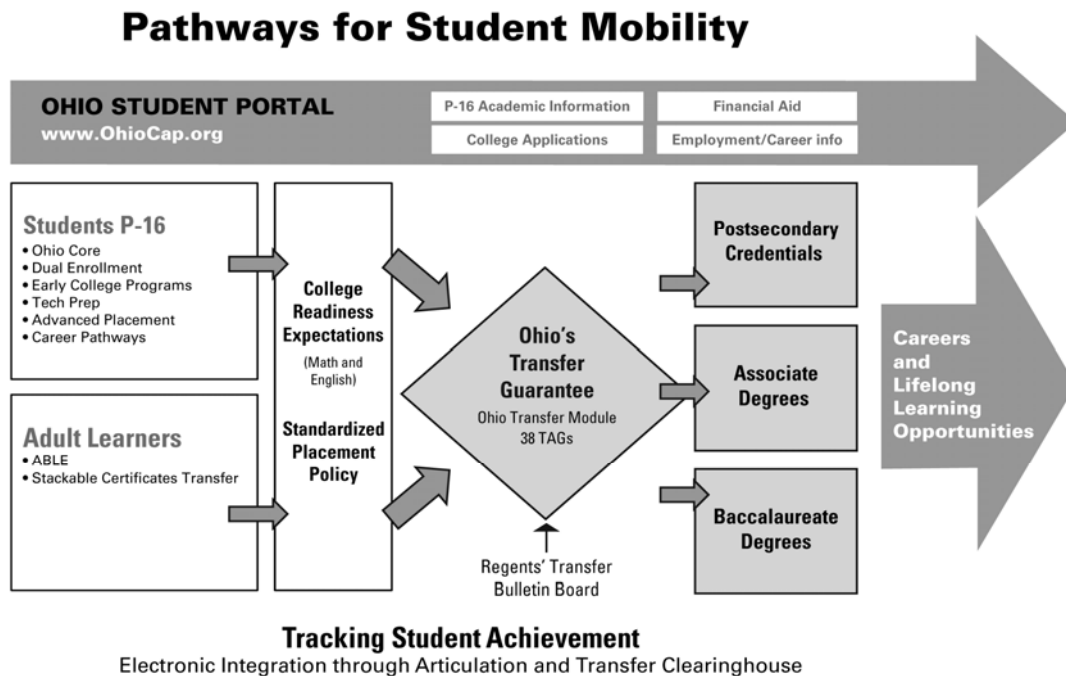 Pathways for Student Mobility
OHIO STUDENT PORTAL
www.OhioCap.org
P-16 Academic Information
Financial Aid
College Applications
Employment/Career info
Students P-16
• Ohio Core
• Dual Enrollment
• Early College Programs
• Tech Prep
• Advanced Placement
• Career Pathways
Adult Learners
• ABLE
• Stackable Certificates Transfer
College
Readiness
Expectations
(Math and
English)
Standardized
Placement
Policy
Ohio's
Transfer
Guarantee
Ohio Transfer Module
38 TAGs
Regents' Transfer
Bulletin Board
Postsecondary
Credentials
Associate
Degrees
Baccalaureate
Degrees
Careers
and
Lifelong
Learning
Opportunities
Tracking Student Achievement
Electronic Integration through Articulation and Transfer Clearinghouse